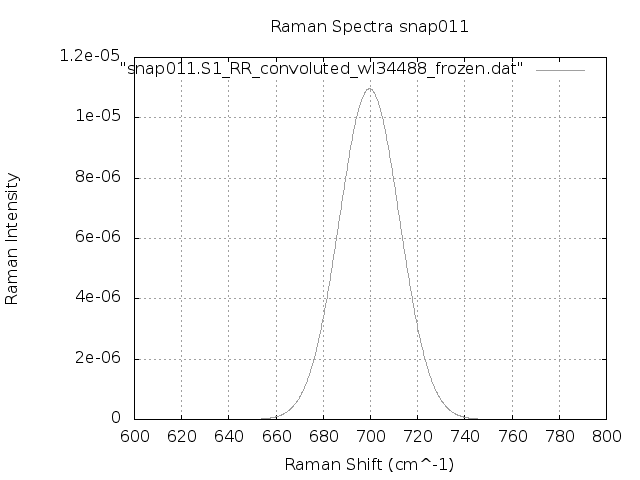 Raman Spectra snap011
1.2e-05
"snap011.S1_RR_convoluted_wl34488_frozen.dat"
1e-05
8e-06
6e-06
4e-06
2e-06
0
Raman Intensity
600 620 640 660 680 700 720 740 760 780 800
Raman Shift (cm^-1)